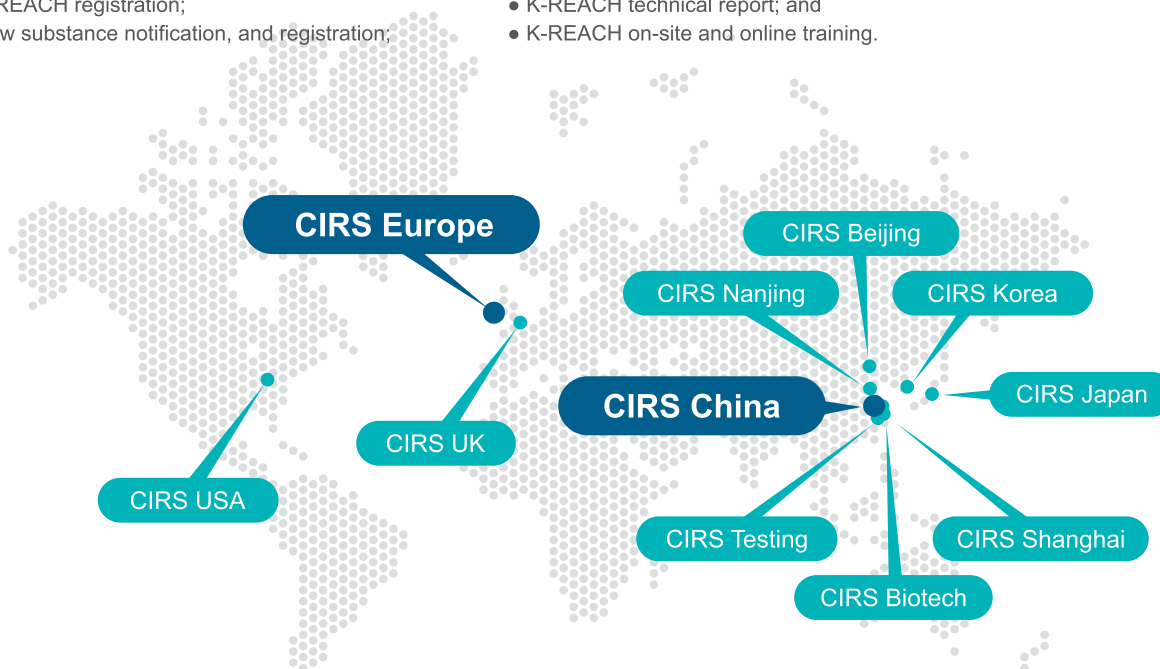 REACH registration;
w substance notification, and registration;
● K-REACH technical report; and
● K-REACH on-site and online training.
CIRS Europe
CIRS Beijing
CIRS Nanjing
CIRS Korea
CIRS China
CIRS Japan
CIRS UK
CIRS USA
CIRS Testing
CIRS Shanghai
CIRS Biotech